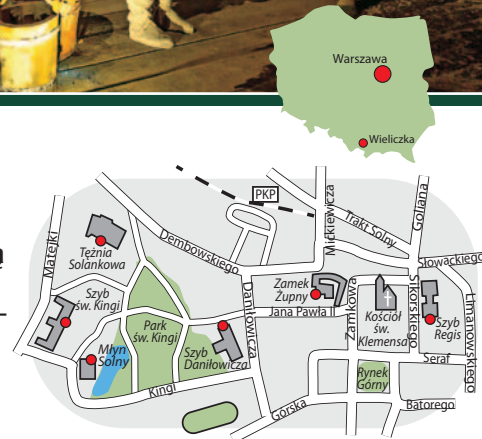 Warszawa
Wieliczka
PKP
Matejki
Tężnia
Solankowa
Dembowskiego
Mickiewicza
Trakt Solny
Goliana
Słowackiego
Szyb
św. Kingi
Park
św. Kingi
Młyn
Solny
Szyb
Daniłowicza
Daniłowicza
Zamek
Żupny
Jana Pawła II
Zamkowa
Kościół
św.
Klemensa
Sikorskiego
Szyb
Regis
Limanowskiego
Seraf
Rynek
Górny
Kingi
Górska
Batorego